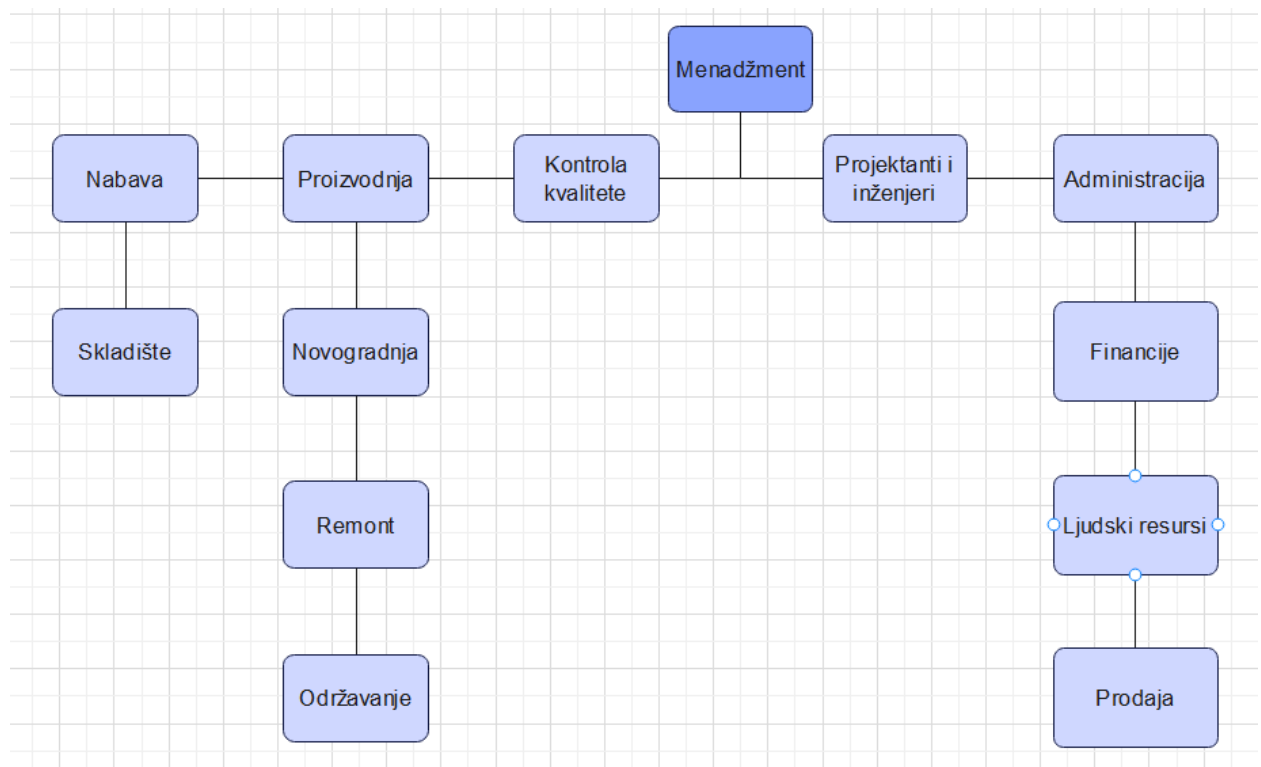 Menadžment
Nabava
Proizvodnja
Kontrola
kvalitete
Projektanti i
inženjeri
Administracija
Skladište
Novogradnja
Financije
Remont
Ljudski resursi
Održavanje
Prodaja